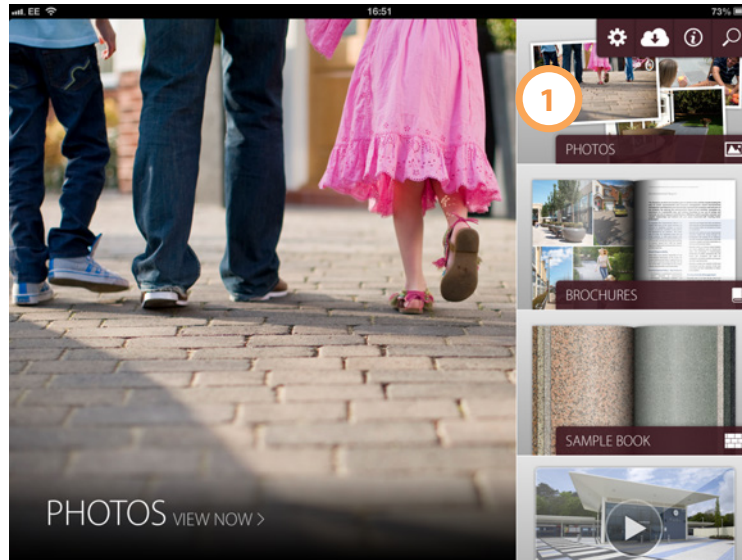 EE 16:51 73%
1
PHOTOS
BROCHURES
SAMPLE BOOK
PHOTOS VIEW NOW >